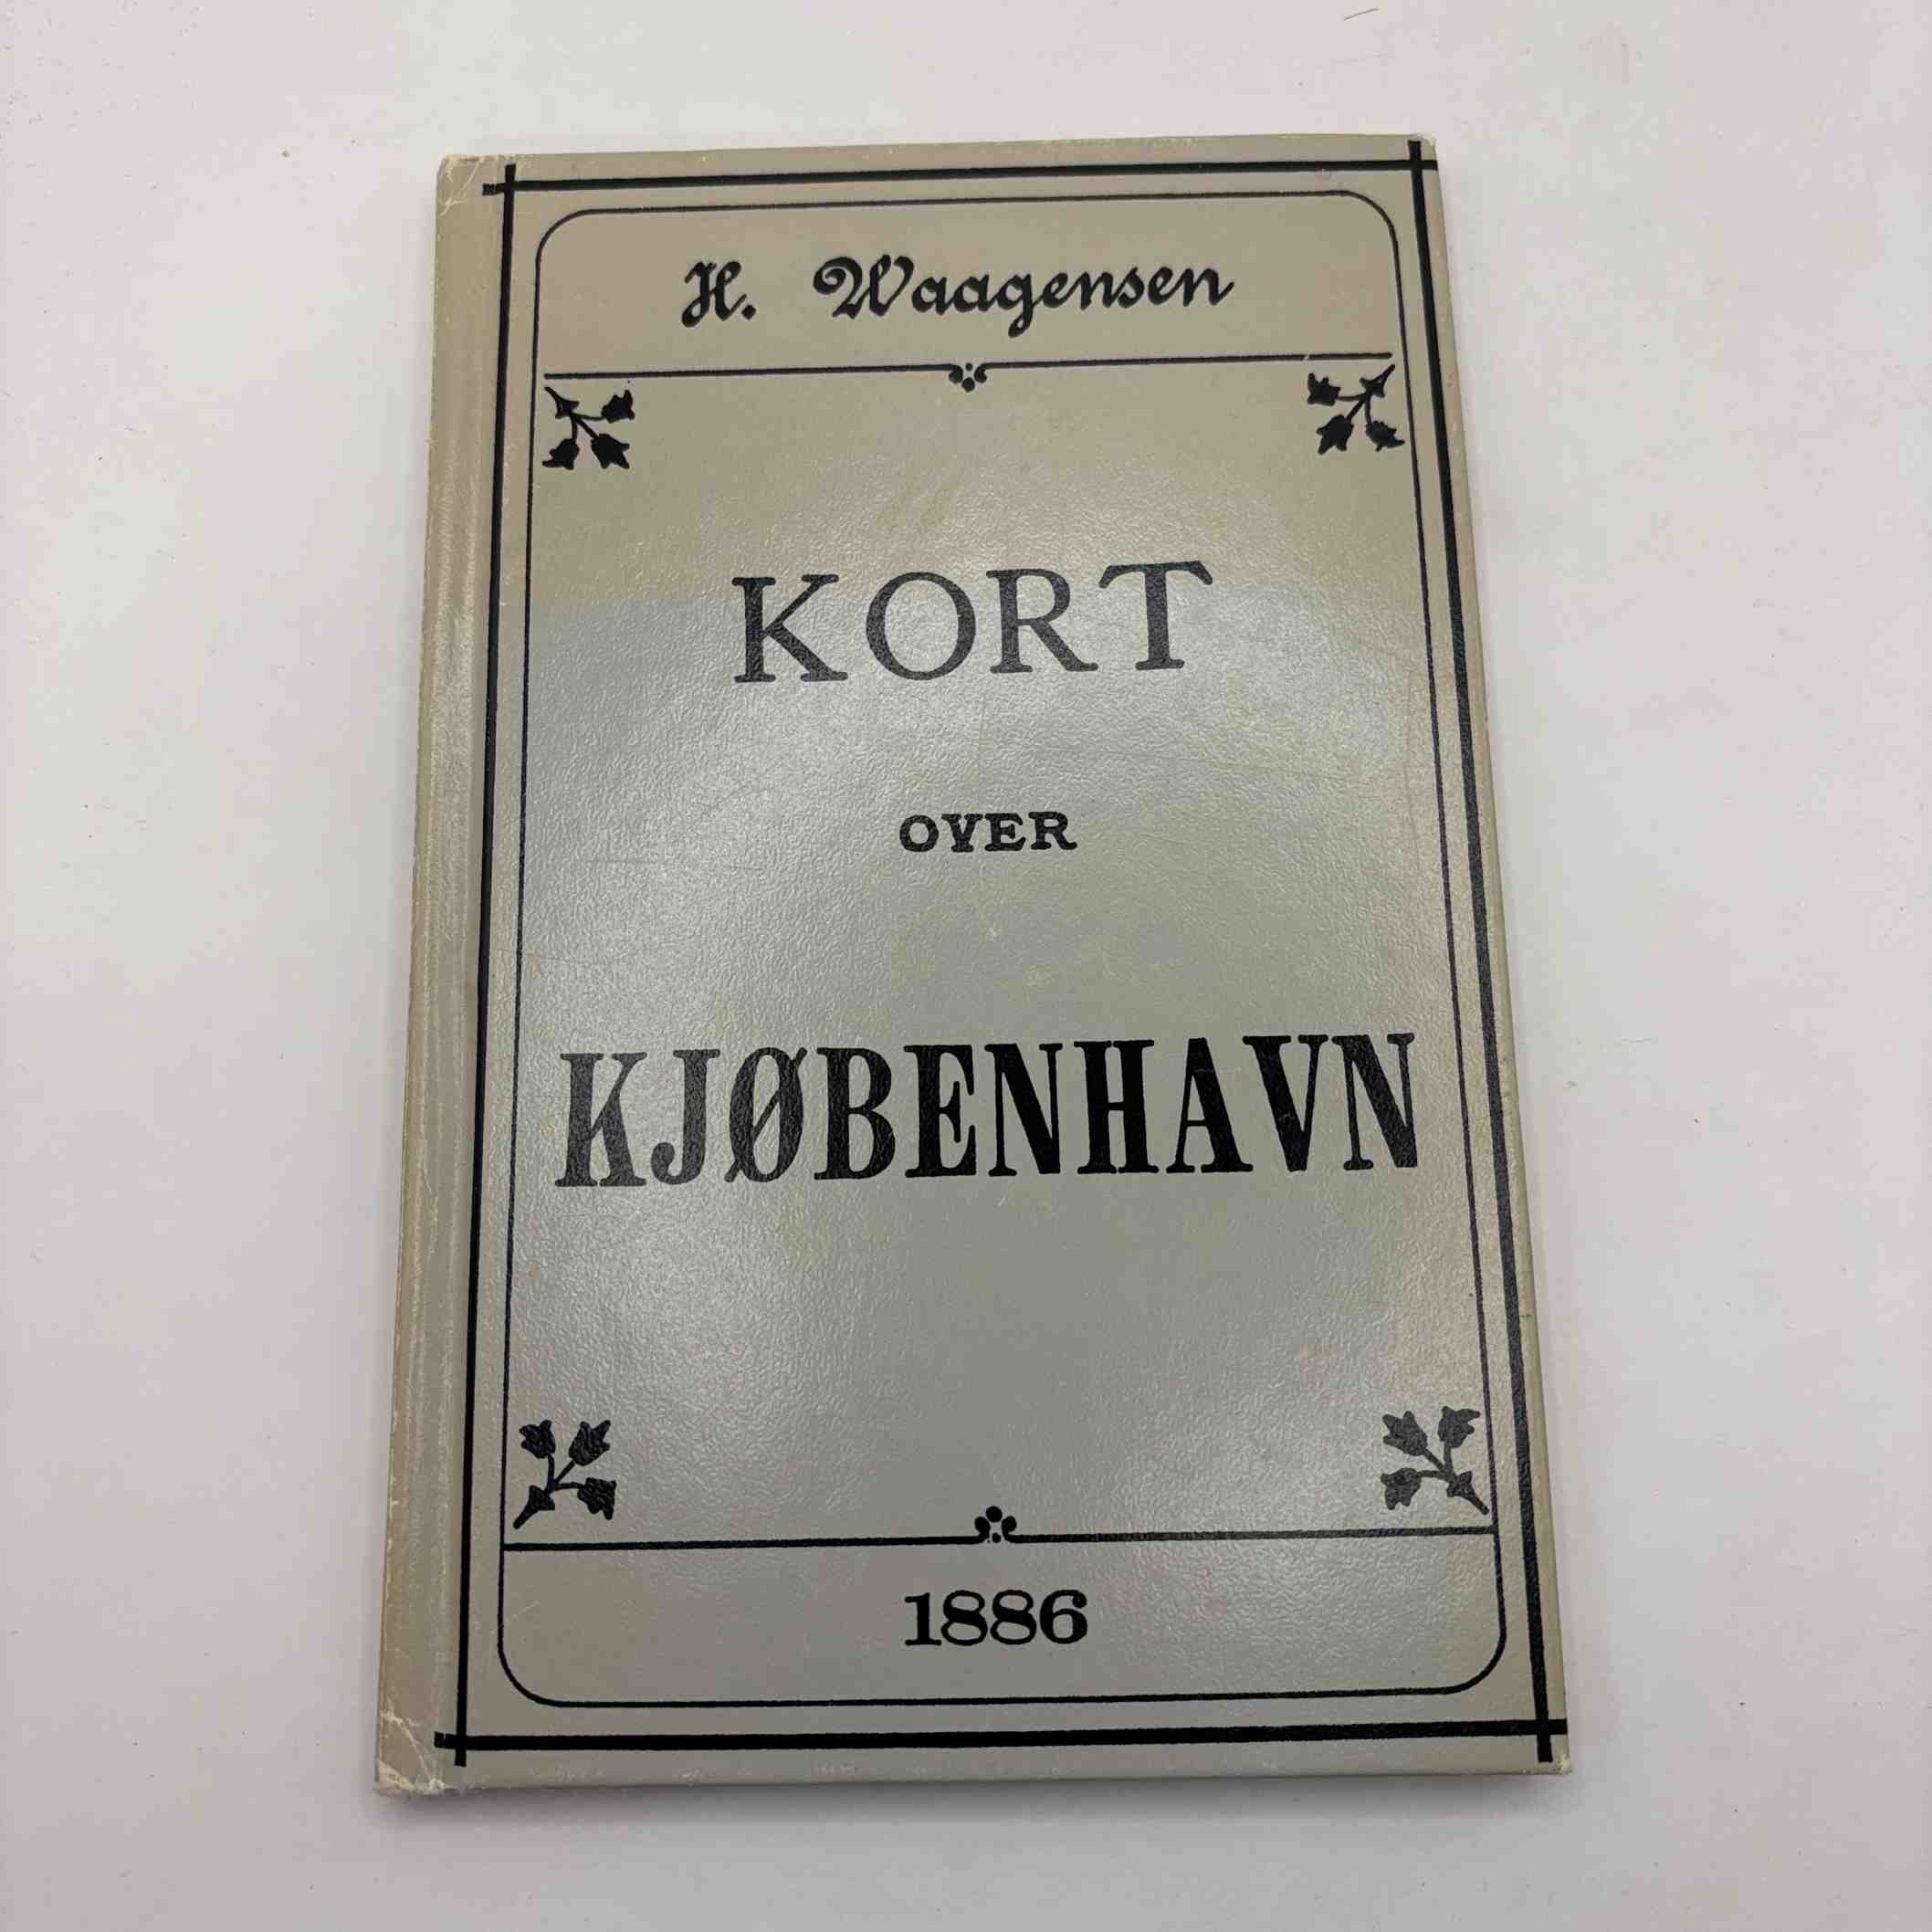 H. Waagensen
KORT
OVER
KJØBENHAVN
1886